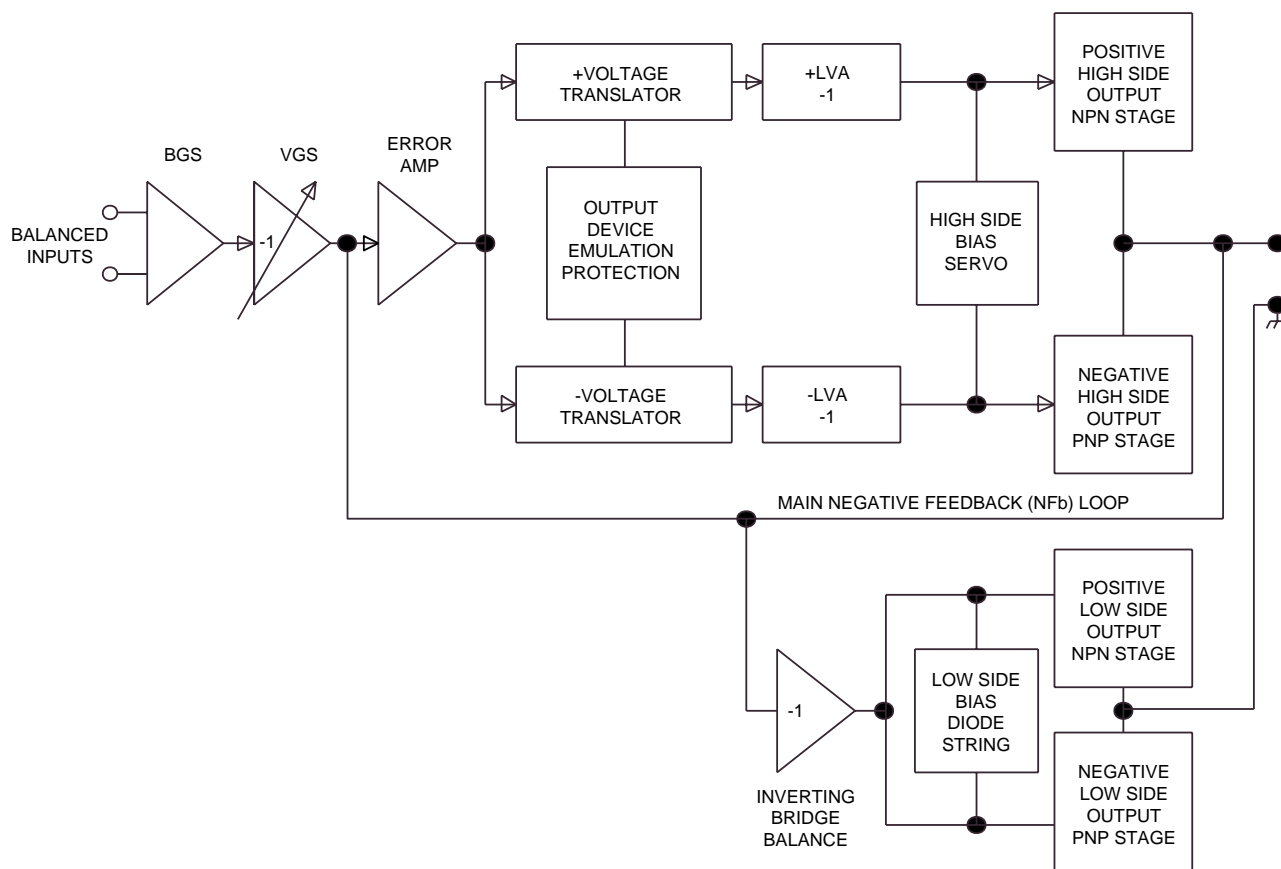 BALANCED
INPUTS
BGS
VGS
-1
ERROR
AMP
+VOLTAGE
TRANSLATOR
+LVA
-1
OUTPUT
DEVICE
EMULATION
PROTECTION
-VOLTAGE
TRANSLATOR
-LVA
-1
HIGH SIDE
BIAS
SERVO
POSITIVE
HIGH SIDE
OUTPUT
NPN STAGE
NEGATIVE
HIGH SIDE
OUTPUT
PNP STAGE
MAIN NEGATIVE FEEDBACK (NFb) LOOP
-1
INVERTING
BRIDGE
BALANCE
LOW SIDE
BIAS
DIODE
STRING
POSITIVE
LOW SIDE
OUTPUT
NPN STAGE
NEGATIVE
LOW SIDE
OUTPUT
PNP STAGE